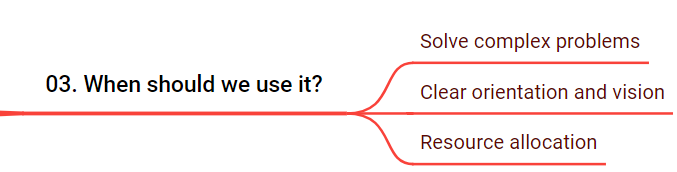 03. When should we use it?
Solve complex problems
Clear orientation and vision
Resource allocation